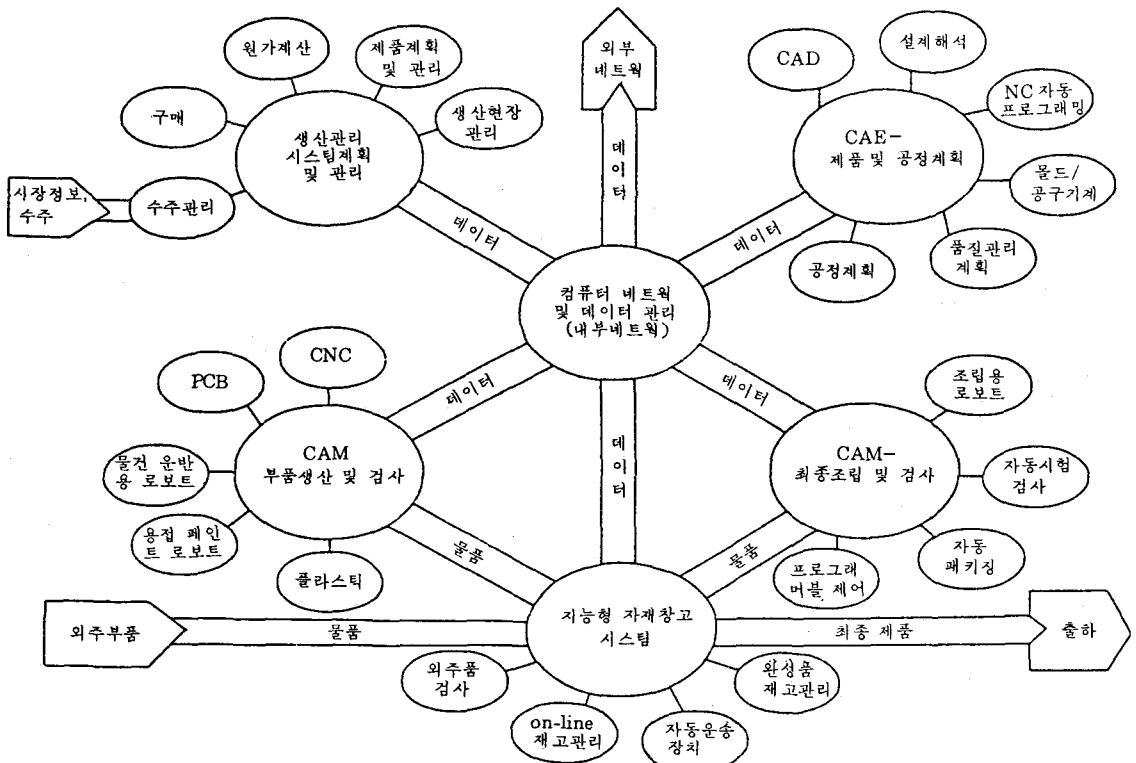 원가계산
제품계획
및 관리
구매
생산현장
관리
생산관리
시스팀계획
및 관리
시장정보,
수주
수주관리
데이터
외부
네트웍
데이터
CAD
설계해석
NC 자동
프로그래밍
CAE-
제품 및 공정계획
몰드/
공구기계
품질관리
계획
공정계획
데이터
컴퓨터 네트웍
및 데이터 관리
(내부네트웍)
PCB
CNC
데이터
CAM
부품생산 및 검사
물건 운반
용 로보트
용접 페인
트 로보트
플라스틱
물품
데이터
데이터
조립용
로보트
CAM-
최종조립 및 검사
자동시험
검사
자동
패키징
프로그래
머블 제어
물품
외주부품
물품
지능형 자재창고
시스팀
최종 제품
출하
외주품
검사
on-line
재고관리
자동운송
장치
완성품
재고관리